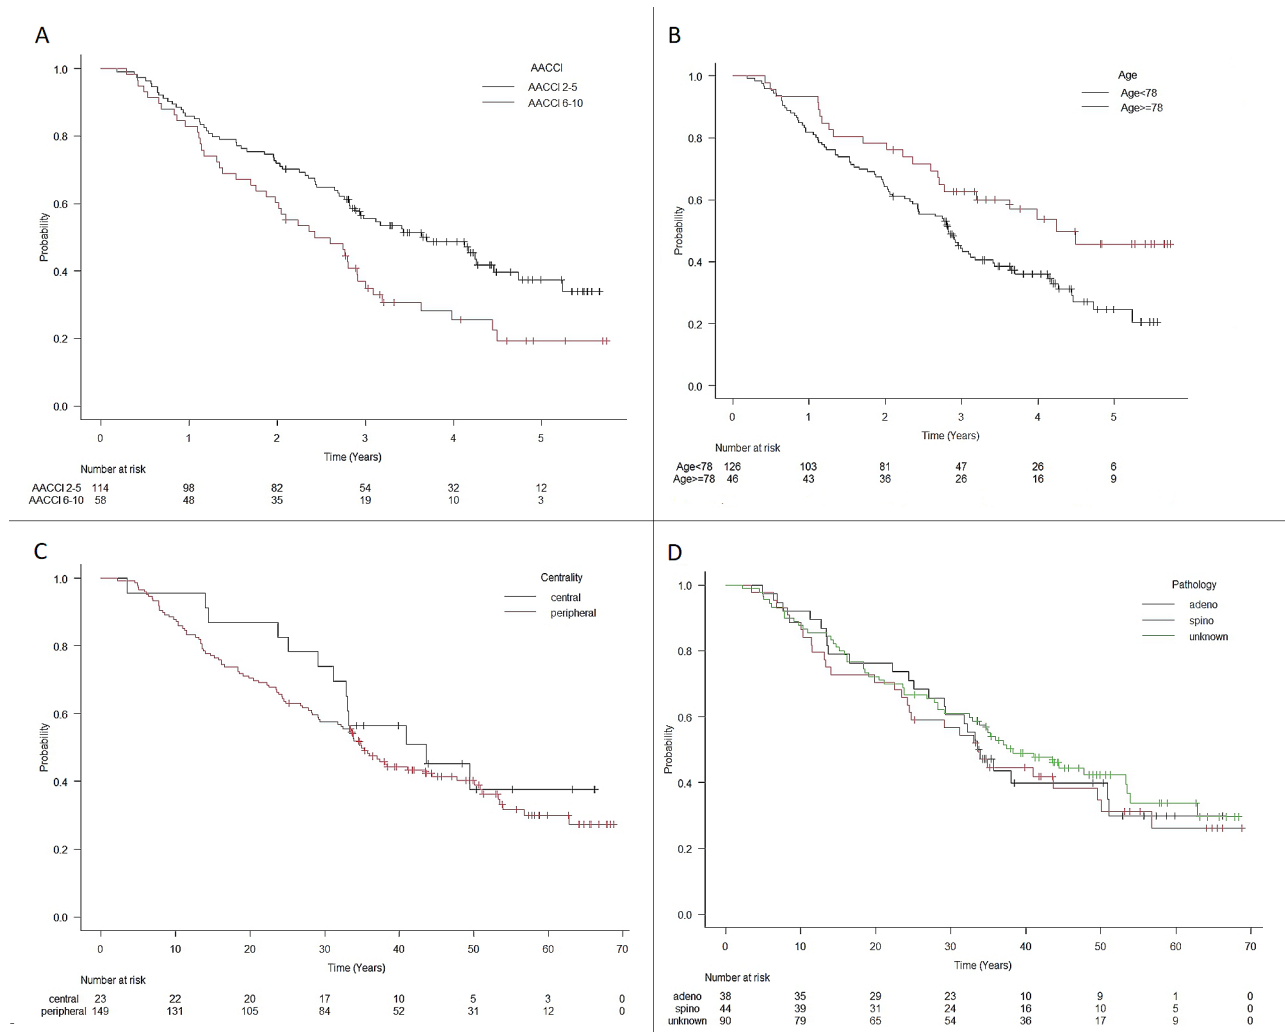 A
AACCI
AACCI 2-5
AACCI 6-10
1.0
0.8
0.6
0.4
0.2
0.0
Probability
0 1 2 3 4 5
Time (Years)
Number at risk
AACCI 2-5 114 98 82 54 32 12
AACCI 6-10 58 48 35 19 10 3
B
Age
Age<78
Age>=78
1.0
0.8
0.6
0.4
0.2
0.0
Probability
0 1 2 3 4 5
Time (Years)
Number at risk
Age<78 126 103 81 47 26 6
Age>=78 46 43 36 26 16 9
C
Centrality
central
peripheral
1.0
0.8
0.6
0.4
0.2
0.0
Probability
0 10 20 30 40 50 60 70
Time (Years)
Number at risk
central 23 22 20 17 10 5 3 0
peripheral 149 131 105 84 52 31 12 0
D
Pathology
adeno
spino
unknown
1.0
0.8
0.6
0.4
0.2
0.0
Probability
0 10 20 30 40 50 60 70
Time (Years)
Number at risk
adeno 38 35 29 23 10 9 1 0
spino 44 39 31 24 16 10 5 0
unknown 90 79 65 54 36 17 9 0